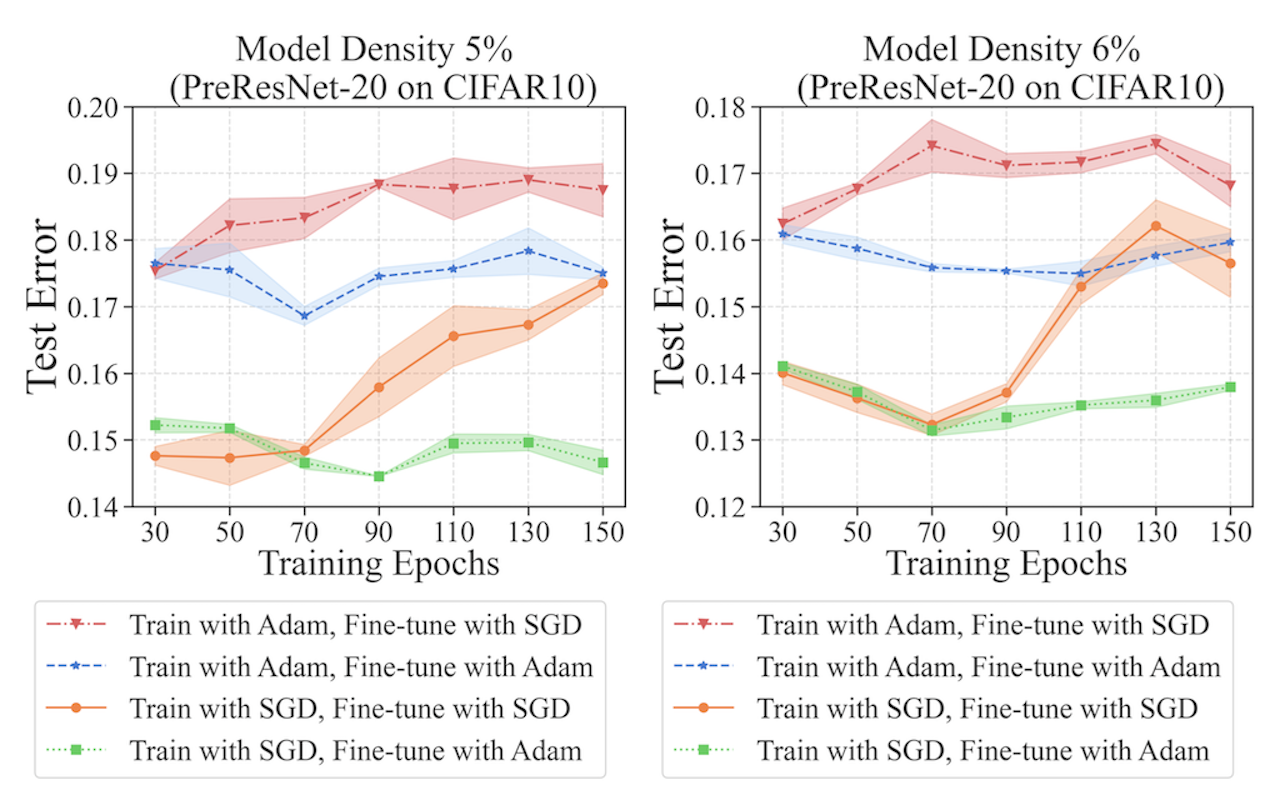 Model Density 5%
(PreResNet-20 on CIFAR10)
0.20
0.19
0.18
0.17
0.16
0.15
0.14
Test Error
30 50 70 90 110 130 150
Training Epochs
Train with Adam, Fine-tune with SGD
Train with Adam, Fine-tune with Adam
Train with SGD, Fine-tune with SGD
Train with SGD, Fine-tune with Adam
Model Density 6%
(PreResNet-20 on CIFAR10)
0.18
0.17
0.16
0.15
0.14
0.13
0.12
Test Error
30 50 70 90 110 130 150
Training Epochs
Train with Adam, Fine-tune with SGD
Train with Adam, Fine-tune with Adam
Train with SGD, Fine-tune with SGD
Train with SGD, Fine-tune with Adam